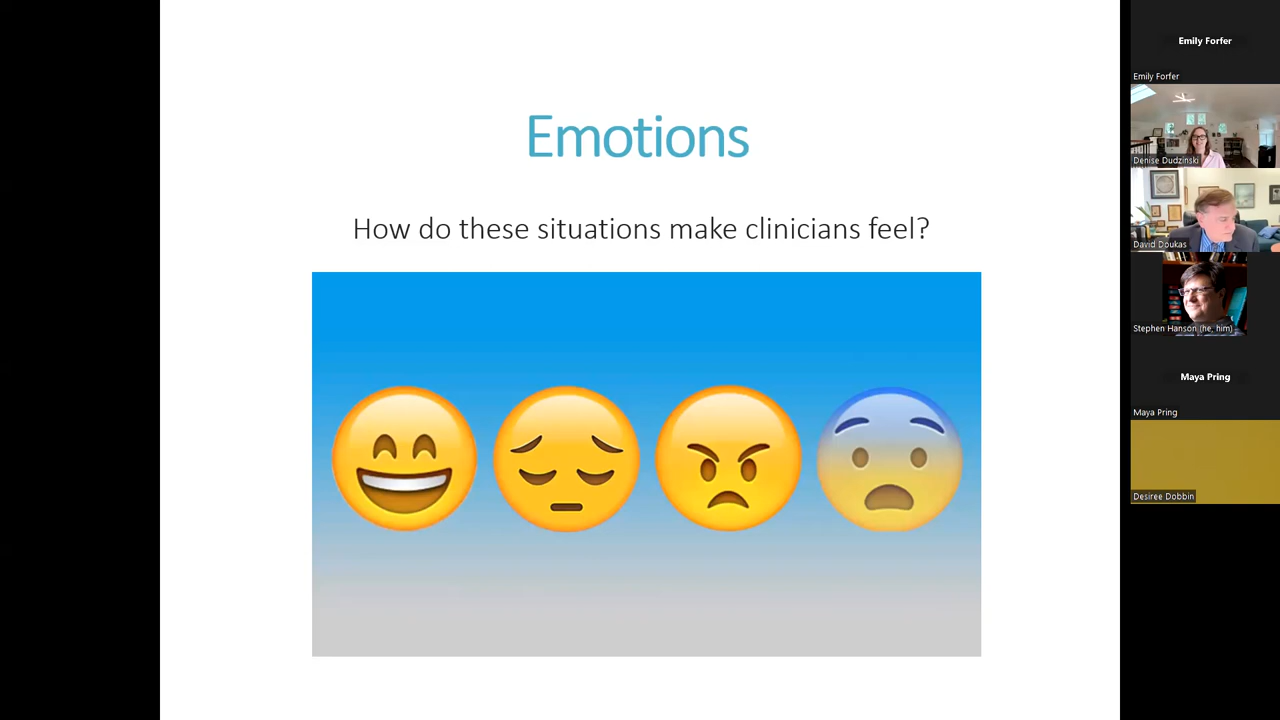 Emotions
How do these situations make clinicians feel?
Emily Forfer
Emily Forfer
Denise Dudzinski
David Doukas
Stephen Hanson (he, him)
Maya Pring
Maya Pring
Desiree Dobbin